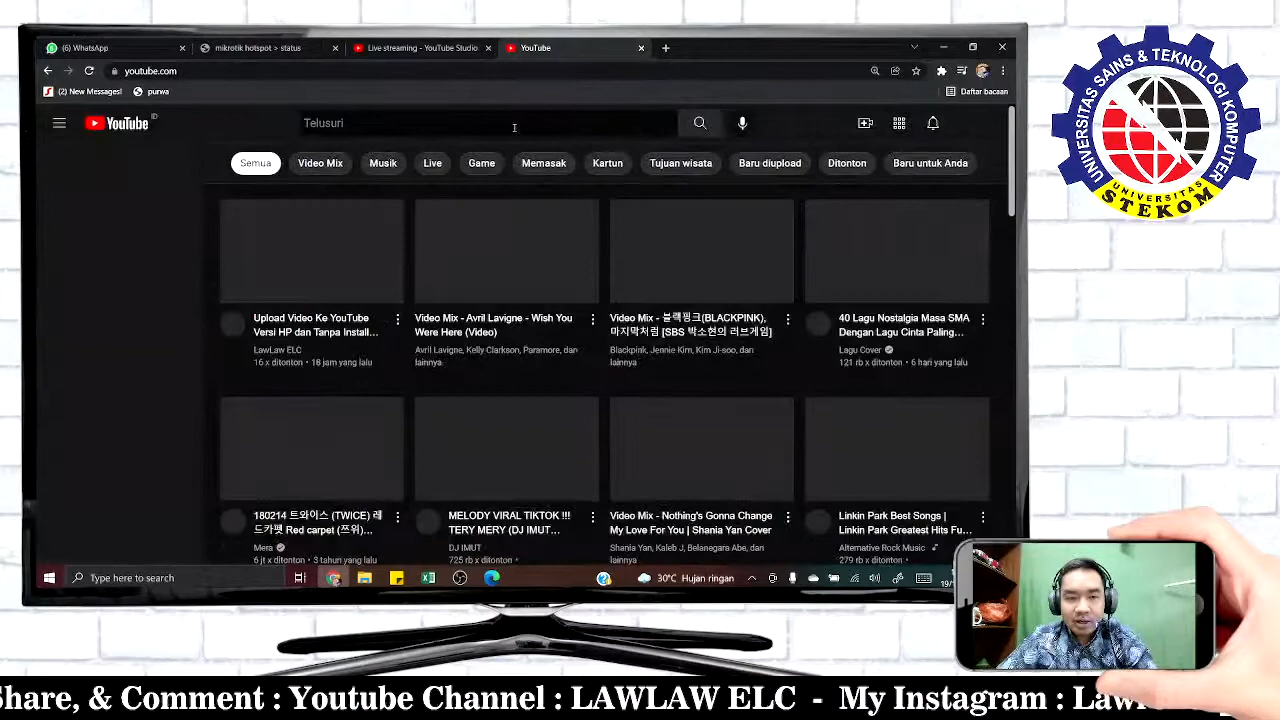 (6) WhatsApp
mikrotik hotspot > status
Live streaming - YouTube Studio
YouTube
youtube.com
(2) New Messages!
purwa
Daftar bacaan
YouTube ID
Telusuri
Semua
Video Mix
Musik
Live
Game
Memasak
Kartun
Tujuan wisata
Baru diupload
Ditonton
Baru untuk Anda
Upload Video Ke YouTube
Versi HP dan Tanpa Install...
LawLaw ELC
16 x ditonton • 18 jam yang lalu
Video Mix - Avril Lavigne - Wish You
Were Here (Video)
Avril Lavigne, Kelly Clarkson, Paramore, dan
lainnya
Video Mix - 블랙핑크(BLACKPINK),
마지막처럼 [SBS 박소현의 러브게임]
Blackpink, Jennie Kim, Kim Ji-soo, dan
lainnya
40 Lagu Nostalgia Masa SMA
Dengan Lagu Cinta Paling...
Lagu Cover
121 rb x ditonton • 6 hari yang lalu
180214 트와이스(TWICE) 레
드카펫 Red carpet (쯔위)...
Mera
6 jt x ditonton • 3 tahun yang lalu
MELODY VIRAL TIKTOK !!!
TERY MERY (DJ IMUT...
DJ IMUT
725 rb x ditonton
Video Mix - Nothing's Gonna Change
My Love For You | Shania Yan Cover
Shania Yan, Kaleb J, Belanegara Abe, dan
lainnya
Linkin Park Best Songs |
Linkin Park Greatest Hits Fu...
Alternative Rock Music
279 rb x ditonton
Type here to search
30°C Hujan ringan
19/
UNIVERSITAS SAINS & TEKNOLOGI KOMPUTER
UNIVERSITAS
STEKOM
Share, & Comment : Youtube Channel : LAWLAW ELC - My Instagram :